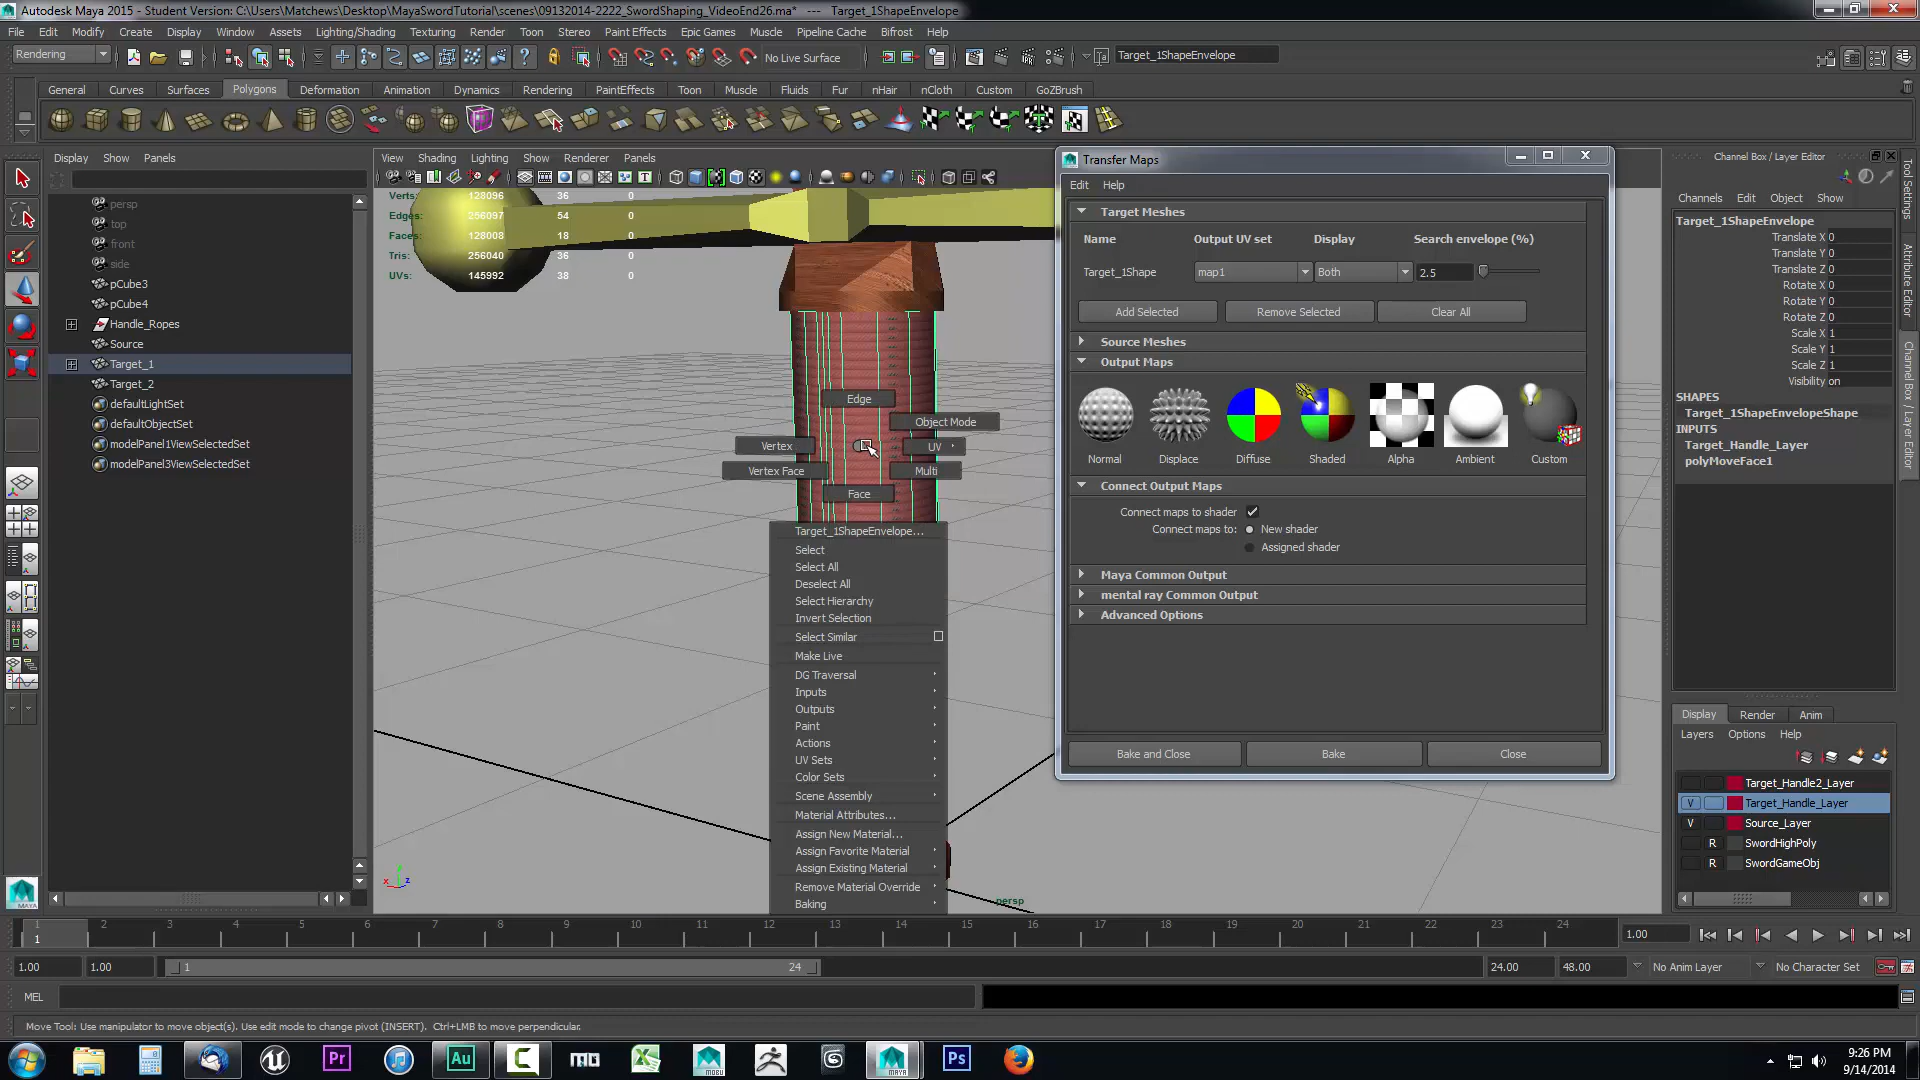 Autodesk Maya 2015 - Student Version: C:\Users\Matchews\Desktop\MayaSwordTutorial\scenes\09132014-2222_SwordShaping_VideoEnd26.ma* --- Target_1ShapeEnvelope
File Edit Modify Create Display Window Assets Lighting/Shading Texturing Render Toon Stereo Paint Effects Epic Games Muscle Pipeline Cache Bifrost Help
Rendering No Live Surface Target_1ShapeEnvelope
General Curves Surfaces Polygons Deformation Animation Dynamics Rendering PaintEffects Toon Muscle Fluids Fur nHair nCloth Custom GoZBrush
Display Show Panels
View Shading Lighting Show Renderer Panels
persp
top
front
side
pCube3
pCube4
Handle_Ropes
Source
Target_1
Target_2
defaultLightSet
defaultObjectSet
modelPanel1ViewSelectedSet
modelPanel3ViewSelectedSet
Verts: 128096 36 0
Edges: 256097 54 0
Faces: 128008 18 0
Tris: 256040 36 0
UVs: 145992 38 0
Edge
Object Mode
Vertex
UV
Vertex Face
Multi
Face
Target_1ShapeEnvelope...
Select
Select All
Deselect All
Select Hierarchy
Invert Selection
Select Similar
Make Live
DG Traversal
Inputs
Outputs
Paint
Actions
UV Sets
Color Sets
Scene Assembly
Material Attributes...
Assign New Material...
Assign Favorite Material
Assign Existing Material
Remove Material Override
Baking
persp
x z
Transfer Maps
Edit Help
Target Meshes
Name Output UV set Display Search envelope (%)
Target_1Shape map1 Both 2.5
Add Selected Remove Selected Clear All
Source Meshes
Output Maps
Normal Displace Diffuse Shaded Alpha Ambient Custom
Connect Output Maps
Connect maps to shader
Connect maps to: New shader
Assigned shader
Maya Common Output
mental ray Common Output
Advanced Options
Bake and Close Bake Close
Channel Box / Layer Editor
Channels Edit Object Show
Target_1ShapeEnvelope
Translate X 0
Translate Y 0
Translate Z 0
Rotate X 0
Rotate Y 0
Rotate Z 0
Scale X 1
Scale Y 1
Scale Z 1
Visibility on
SHAPES
Target_1ShapeEnvelopeShape
INPUTS
Target_Handle_Layer
polyMoveFace1
Tool Settings
Attribute Editor
Channel Box / Layer Editor
Display Render Anim
Layers Options Help
Target_Handle2_Layer
V Target_Handle_Layer
V Source_Layer
R SwordHighPoly
R SwordGameObj
1 2 3 4 5 6 7 8 9 10 11 12 13 14 15 16 17 18 19 20 21 22 23 24
1 1.00
1.00 1.00 1 24 24.00 48.00 No Anim Layer No Character Set
MEL
Move Tool: Use manipulator to move object(s). Use edit mode to change pivot (INSERT). Ctrl+LMB to move perpendicular.
MAYA
Pr Au MOBU MAYA Ps
9:26 PM
9/14/2014